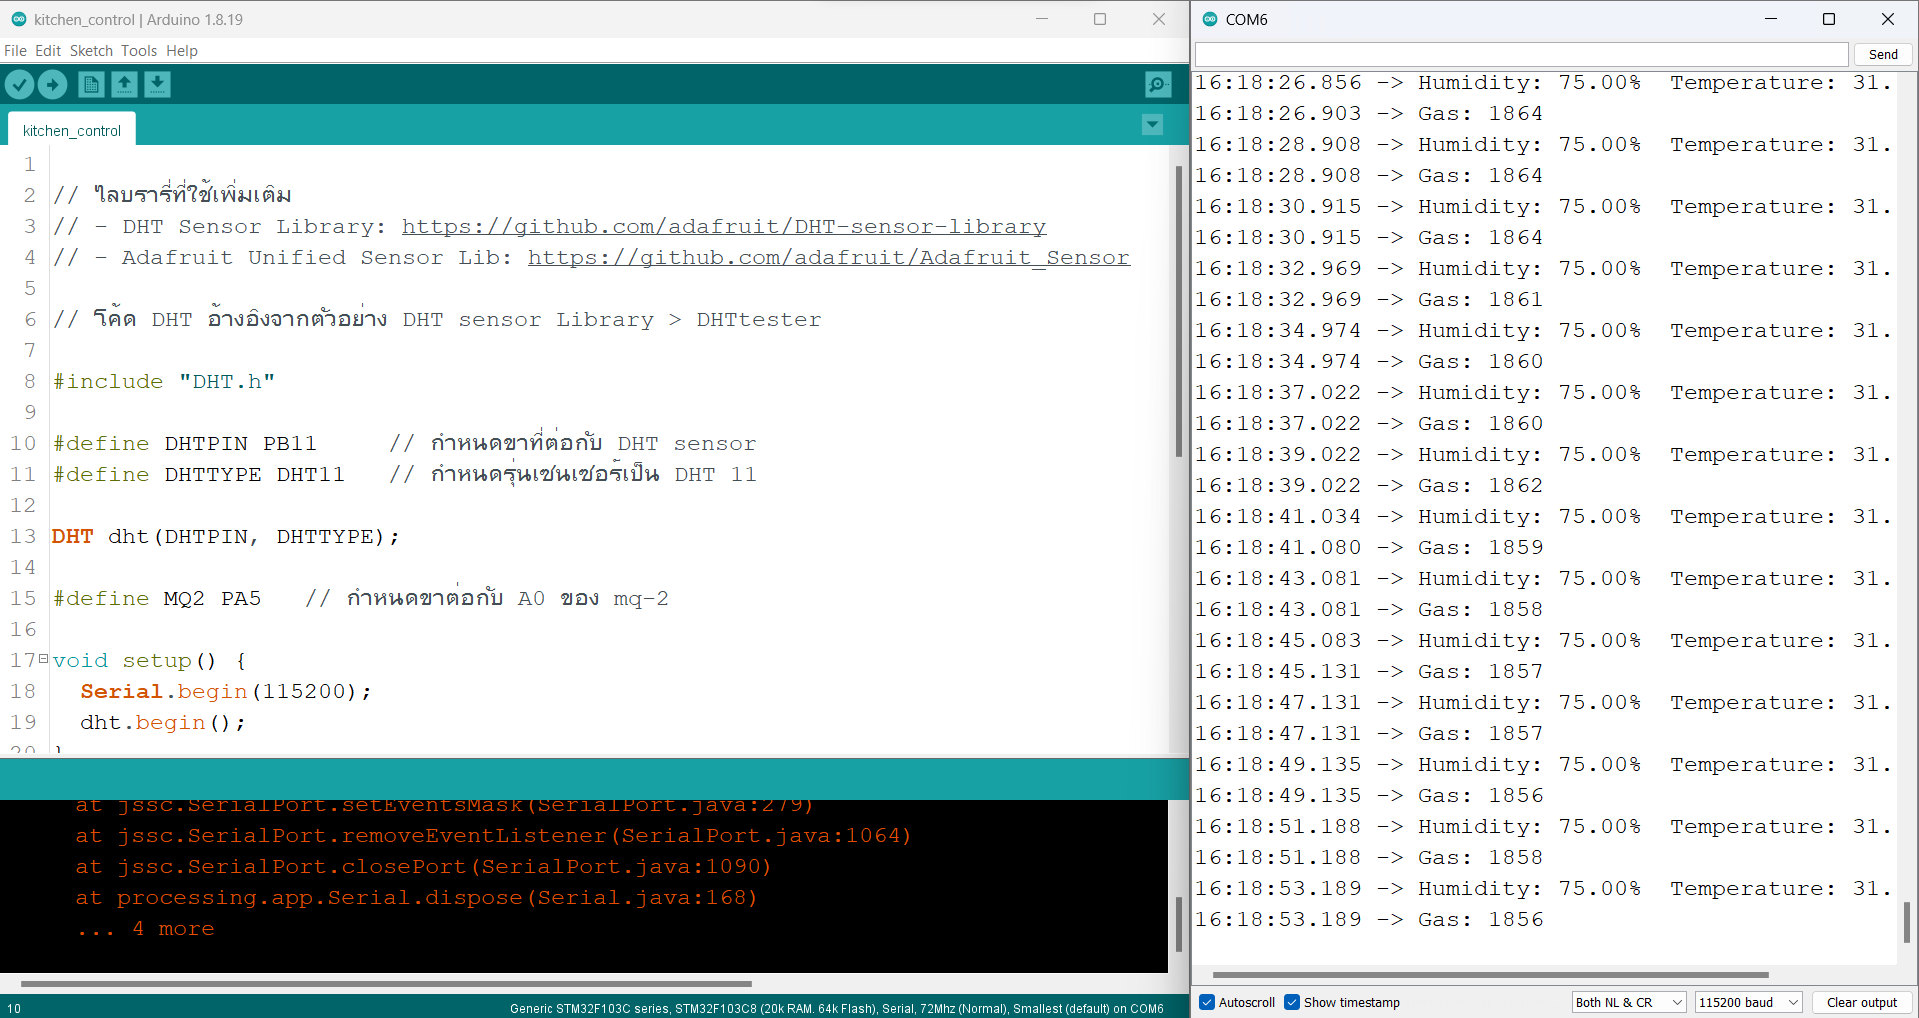 kitchen_control | Arduino 1.8.19
File Edit Sketch Tools Help
kitchen_control
1
2 // ไลบรารี่ที่ใช้เพิ่มเติม
3 // - DHT Sensor Library: https://github.com/adafruit/DHT-sensor-library
4 // - Adafruit Unified Sensor Lib: https://github.com/adafruit/Adafruit_Sensor
5
6 // โค้ด DHT อ้างอิงจากตัวอย่าง DHT sensor Library > DHTtester
7
8 #include "DHT.h"
9
10 #define DHTPIN PB11 // กำหนดขาที่ต่อกับ DHT sensor
11 #define DHTTYPE DHT11 // กำหนดรุ่นเซนเซอร์เป็น DHT 11
12
13 DHT dht(DHTPIN, DHTTYPE);
14
15 #define MQ2 PA5 // กำหนดขาต่อกับ A0 ของ mq-2
16
17 void setup() {
18 Serial.begin(115200);
19 dht.begin();
20 }
at jssc.SerialPort.setEventsMask(SerialPort.java:279)
at jssc.SerialPort.removeEventListener(SerialPort.java:1064)
at jssc.SerialPort.closePort(SerialPort.java:1090)
at processing.app.Serial.dispose(Serial.java:168)
... 4 more
10 Generic STM32F103C series, STM32F103C8 (20k RAM. 64k Flash), Serial, 72Mhz (Normal), Smallest (default) on COM6
COM6
Send
16:18:26.856 -> Humidity: 75.00% Temperature: 31.
16:18:26.903 -> Gas: 1864
16:18:28.908 -> Humidity: 75.00% Temperature: 31.
16:18:28.908 -> Gas: 1864
16:18:30.915 -> Humidity: 75.00% Temperature: 31.
16:18:30.915 -> Gas: 1864
16:18:32.969 -> Humidity: 75.00% Temperature: 31.
16:18:32.969 -> Gas: 1861
16:18:34.974 -> Humidity: 75.00% Temperature: 31.
16:18:34.974 -> Gas: 1860
16:18:37.022 -> Humidity: 75.00% Temperature: 31.
16:18:37.022 -> Gas: 1860
16:18:39.022 -> Humidity: 75.00% Temperature: 31.
16:18:39.022 -> Gas: 1862
16:18:41.034 -> Humidity: 75.00% Temperature: 31.
16:18:41.080 -> Gas: 1859
16:18:43.081 -> Humidity: 75.00% Temperature: 31.
16:18:43.081 -> Gas: 1858
16:18:45.083 -> Humidity: 75.00% Temperature: 31.
16:18:45.131 -> Gas: 1857
16:18:47.131 -> Humidity: 75.00% Temperature: 31.
16:18:47.131 -> Gas: 1857
16:18:49.135 -> Humidity: 75.00% Temperature: 31.
16:18:49.135 -> Gas: 1856
16:18:51.188 -> Humidity: 75.00% Temperature: 31.
16:18:51.188 -> Gas: 1858
16:18:53.189 -> Humidity: 75.00% Temperature: 31.
16:18:53.189 -> Gas: 1856
Autoscroll Show timestamp Both NL & CR 115200 baud Clear output